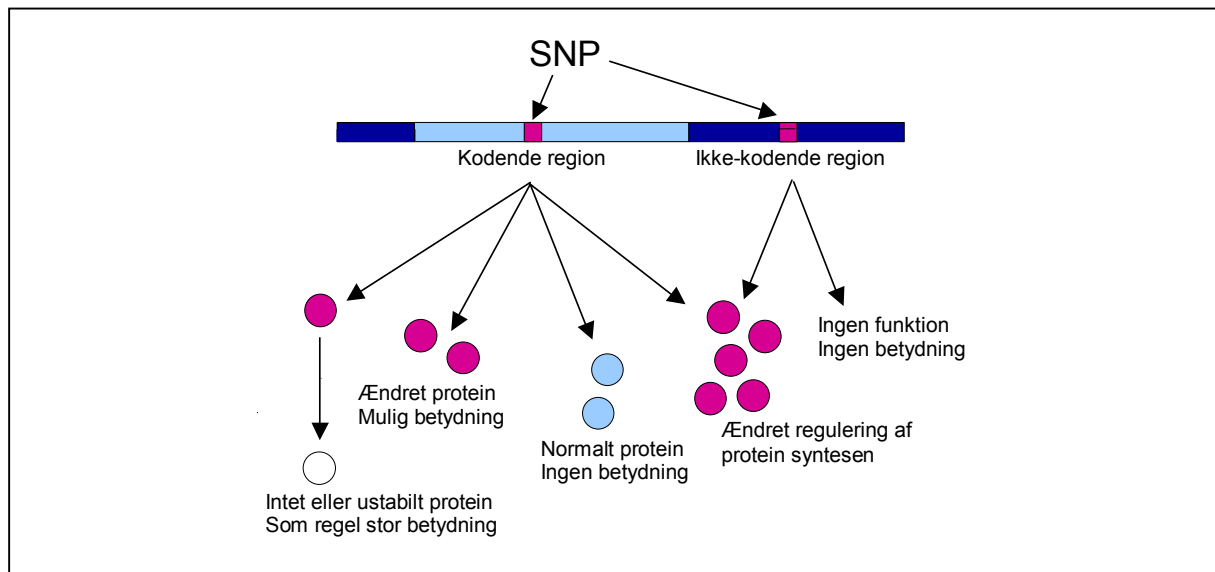 SNP
Kodende region
Ikke-kodende region
Ændret protein
Mulig betydning
Normalt protein
Ingen betydning
Ændret regulering af
protein syntesen
Ingen funktion
Ingen betydning
Intet eller ustabilt protein
Som regel stor betydning